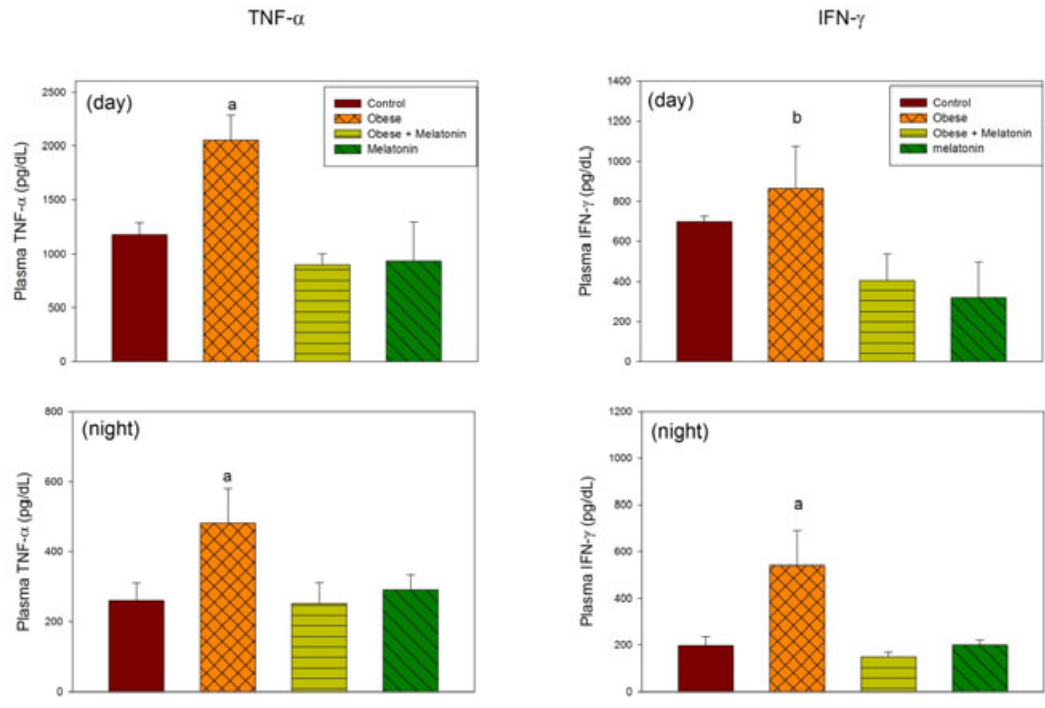 TNF-α
IFN-γ
(day)
a
Control
Obese
Obese + Melatonin
Melatonin
Plasma TNF-α (pg/dL)
2500
2000
1500
1000
500
0
(day)
b
Control
Obese
Obese + Melatonin
melatonin
Plasma IFN-γ (pg/dL)
1400
1200
1000
800
600
400
200
0
(night)
a
Plasma TNF-α (pg/dL)
800
600
400
200
0
(night)
a
Plasma IFN-γ (pg/dL)
1200
1000
800
600
400
200
0